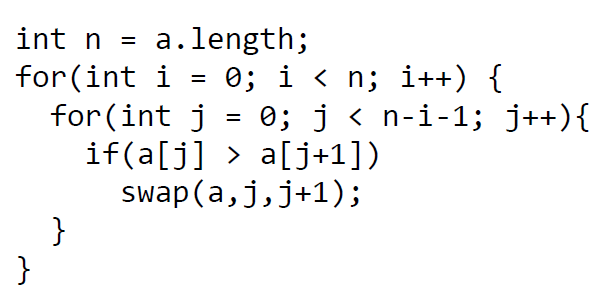 int n = a.length;
for(int i = 0; i < n; i++) {
  for(int j = 0; j < n-i-1; j++){
    if(a[j] > a[j+1])
      swap(a,j,j+1);
  }
}